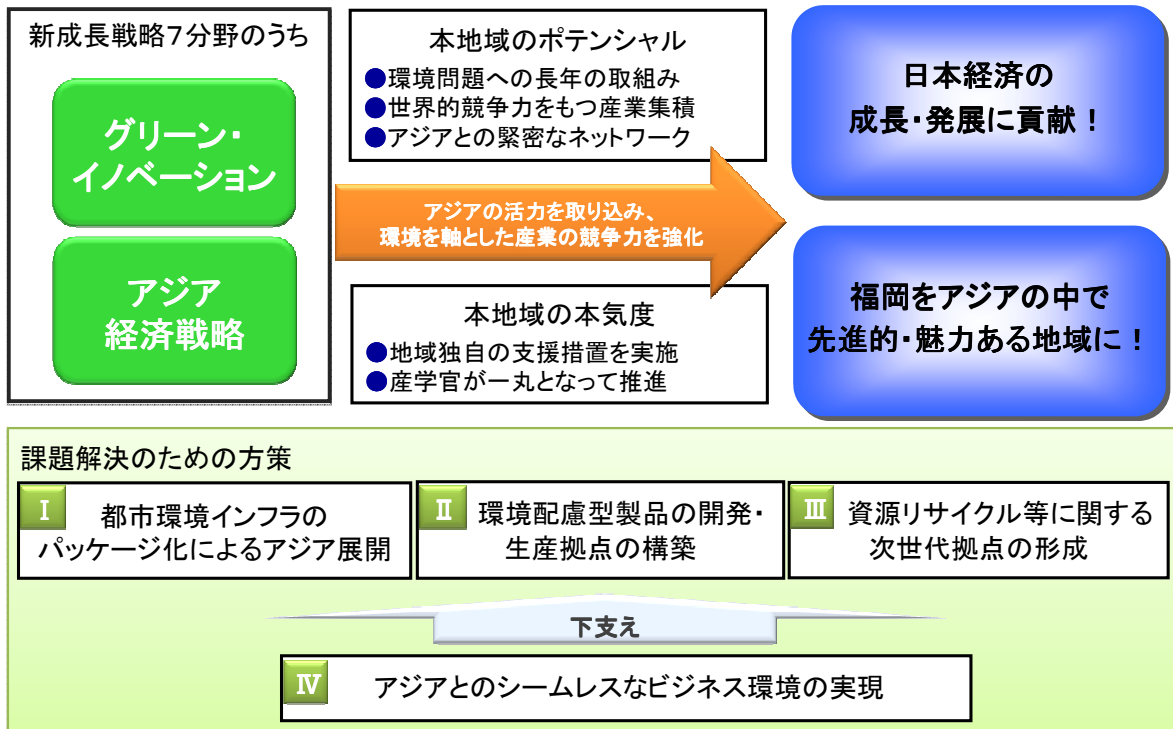 新成長戦略7分野のうち
グリーン・
イノベーション
アジア
経済戦略
本地域のポテンシャル
●環境問題への長年の取組み
●世界的競争力をもつ産業集積
●アジアとの緊密なネットワーク
アジアの活力を取り込み、
環境を軸とした産業の競争力を強化
本地域の本気度
●地域独自の支援措置を実施
●産学官が一丸となって推進
日本経済の
成長・発展に貢献！
福岡をアジアの中で
先進的・魅力ある地域に！
課題解決のための方策
Ⅰ 都市環境インフラの
パッケージ化によるアジア展開
Ⅱ 環境配慮型製品の開発・
生産拠点の構築
Ⅲ 資源リサイクル等に関する
次世代拠点の形成
下支え
Ⅳ アジアとのシームレスなビジネス環境の実現